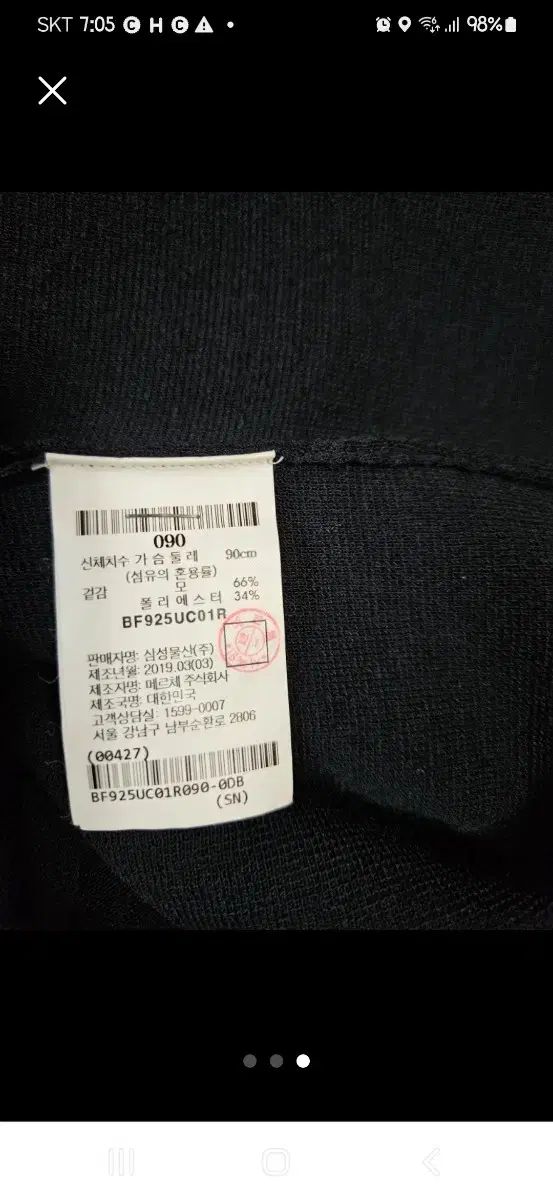 SKT 7:05
98%
090
신체치수 가 슴 둘 레 90cm
(섬유의 혼용률)
겉감 모 66%
폴 리 에 스 터 34%
BF925UC01R
판매자명: 삼성물산(주)
제조년월: 2019.03(03)
제조자명: 메르체 주식회사
제조국명: 대한민국
고객상담실: 1599-0007
서울 강남구 남부순환로 2806
(00427)
BF925UC01R090-0DB
(SN)